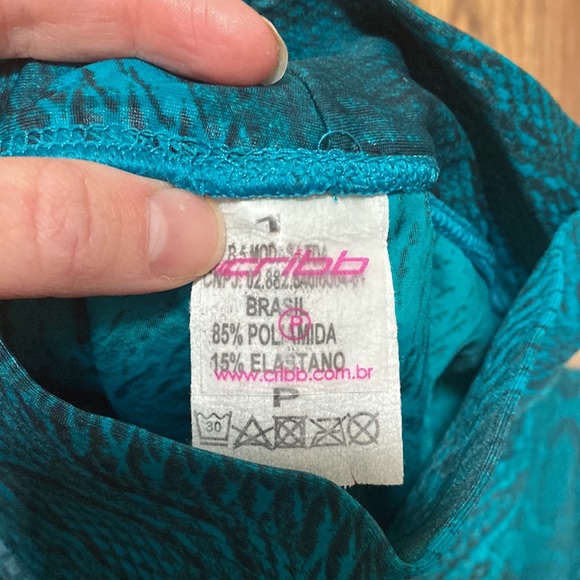 cribb
BRASIL
85% POLIAMIDA
®
15% ELASTANO
www.cribb.com.br
P
30